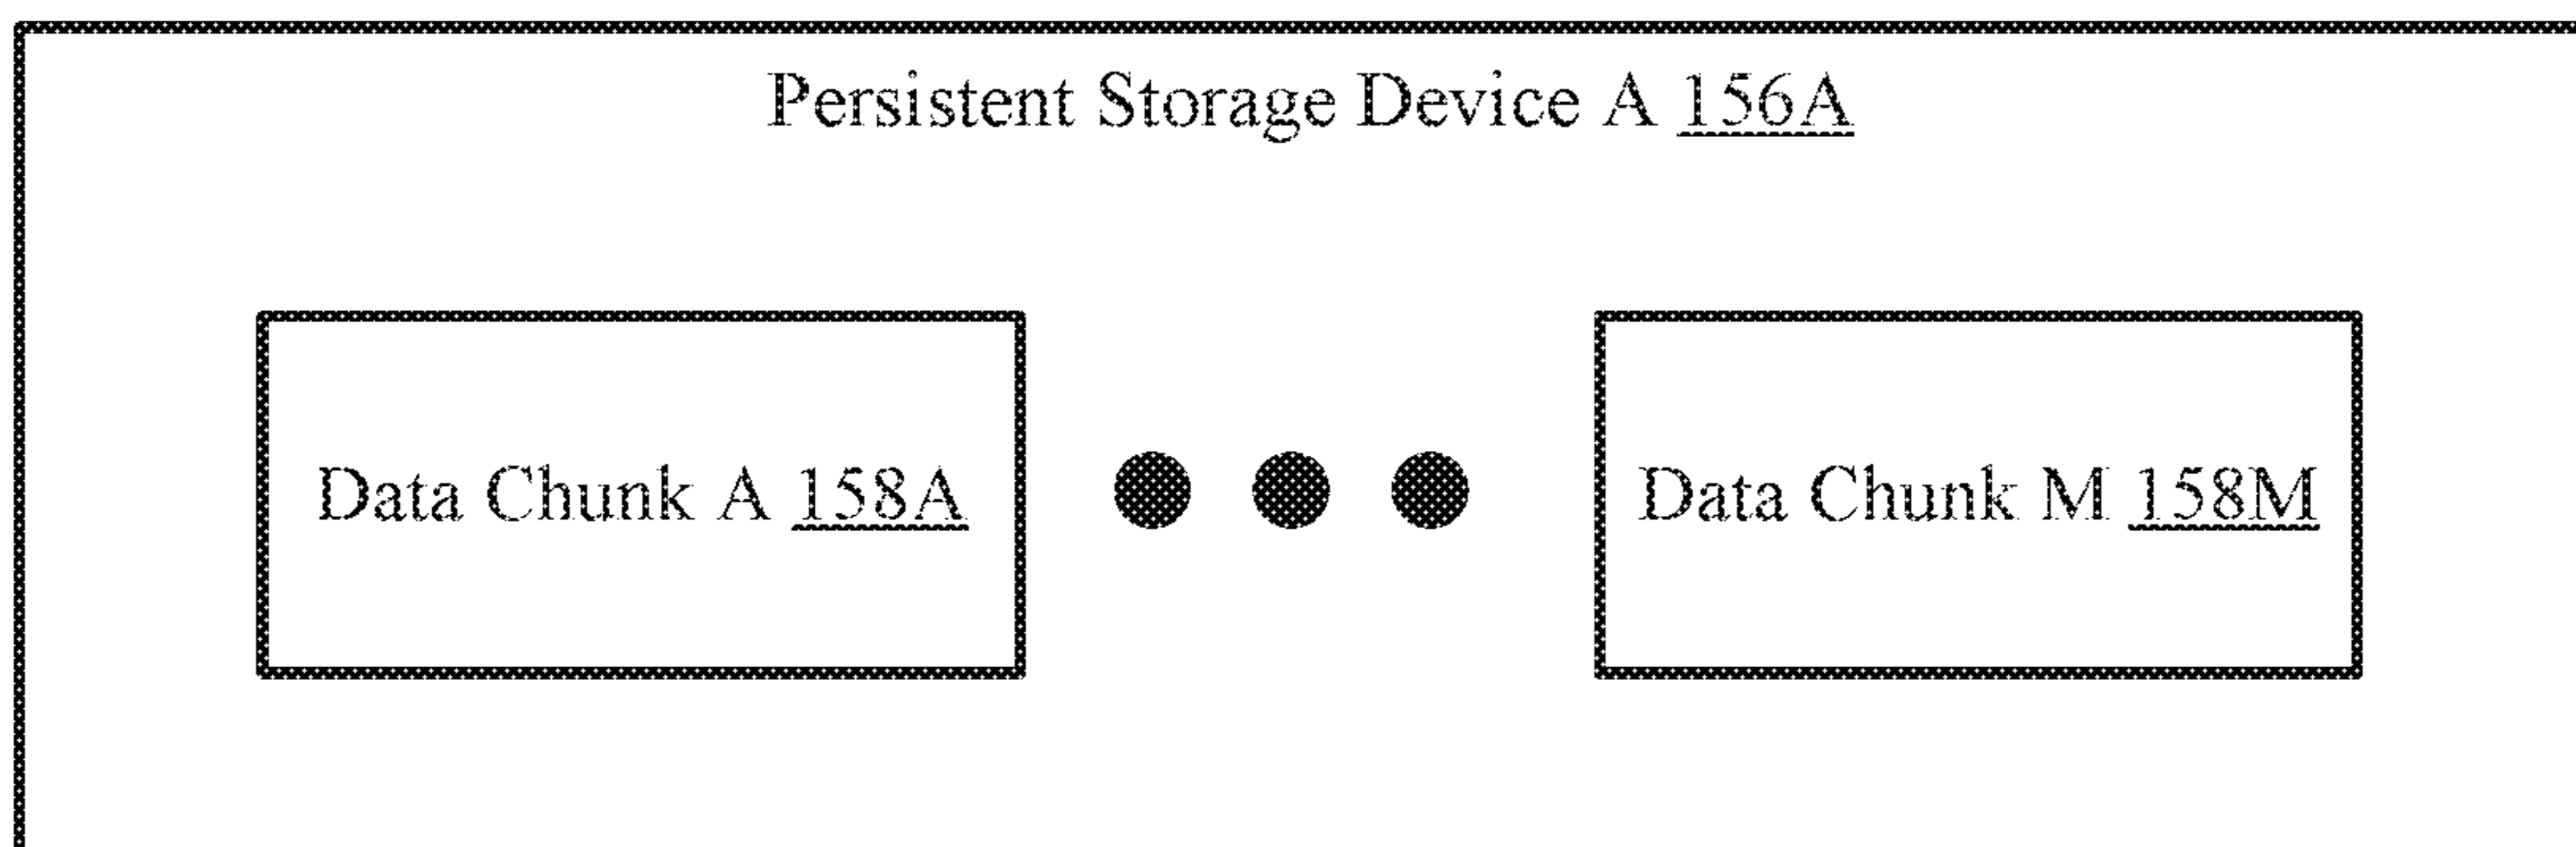 Persistent Storage Device A 156A
Data Chunk A 158A
Data Chunk M 158M